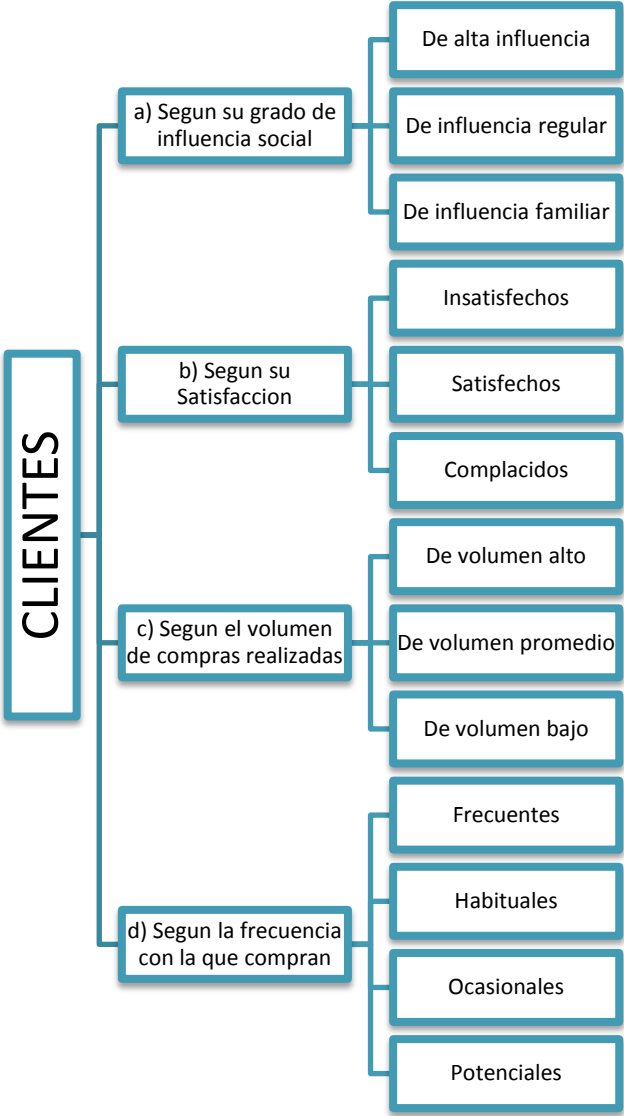 CLIENTES
a) Segun su grado de
influencia social
De alta influencia
De influencia regular
De influencia familiar
b) Segun su
Satisfaccion
Insatisfechos
Satisfechos
Complacidos
c) Segun el volumen
de compras realizadas
De volumen alto
De volumen promedio
De volumen bajo
d) Segun la frecuencia
con la que compran
Frecuentes
Habituales
Ocasionales
Potenciales